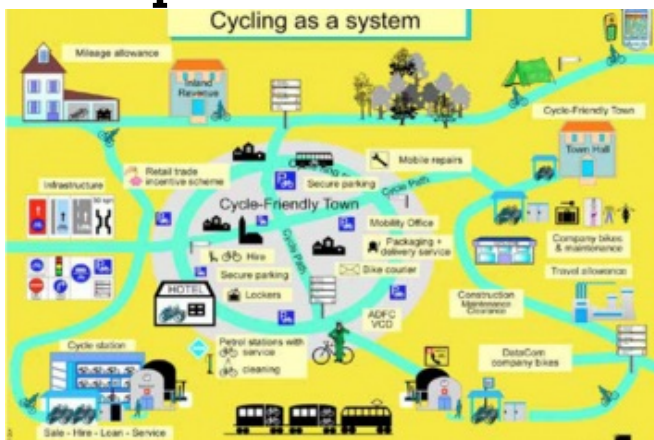 Cycling as a system
Mileage allowance
Inland
Revenue
Cycle-Friendly Town
Town Hall
Mobile repairs
Retail trade
incentive scheme
Secure parking
Cycle Path
Infrastructure
Cycle-Friendly Town
Mobility Office
Packaging +
delivery service
Company bikes
& maintenance
Hire
Cycle Path
Bike courier
Travel allowance
Secure parking
HOTEL
Lockers
Construction
Maintenance
Clearance
ADFC
VCD
Cycle station
Petrol stations with
service
cleaning
DataCom
company bikes
Sale - Hire - Loan - Service